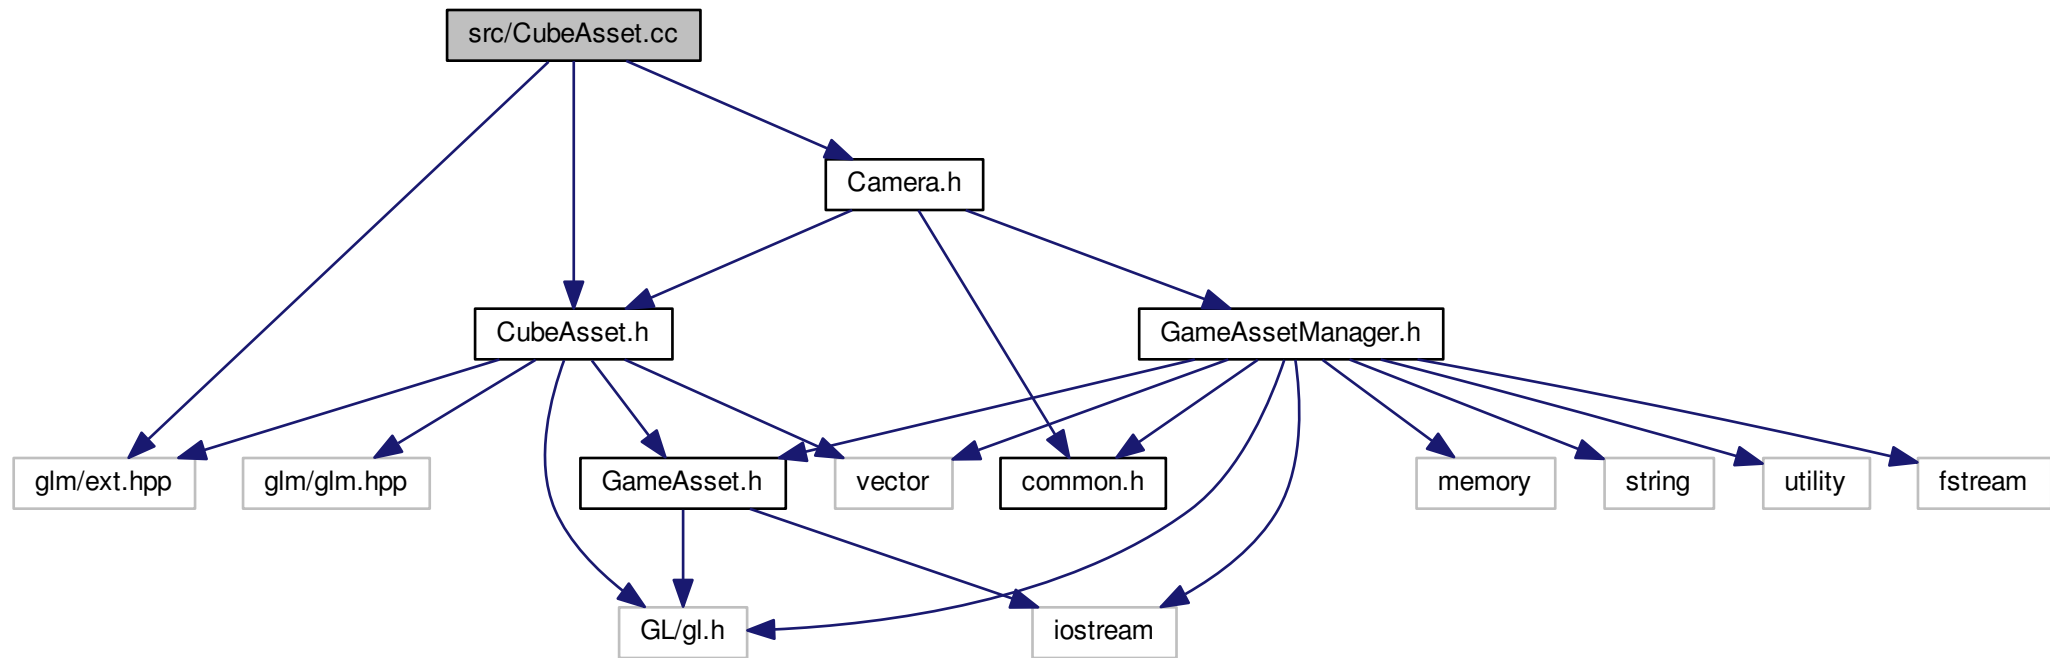 src/CubeAsset.cc
Camera.h
CubeAsset.h
GameAssetManager.h
glm/ext.hpp
glm/glm.hpp
GameAsset.h
vector
common.h
memory
string
utility
fstream
GL/gl.h
iostream